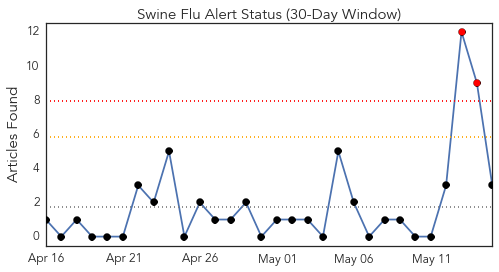 Swine Flu Alert Status (30-Day Window)
Articles Found
12
10
8
6
4
2
0
Apr 16 Apr 21 Apr 26 May 01 May 06 May 11